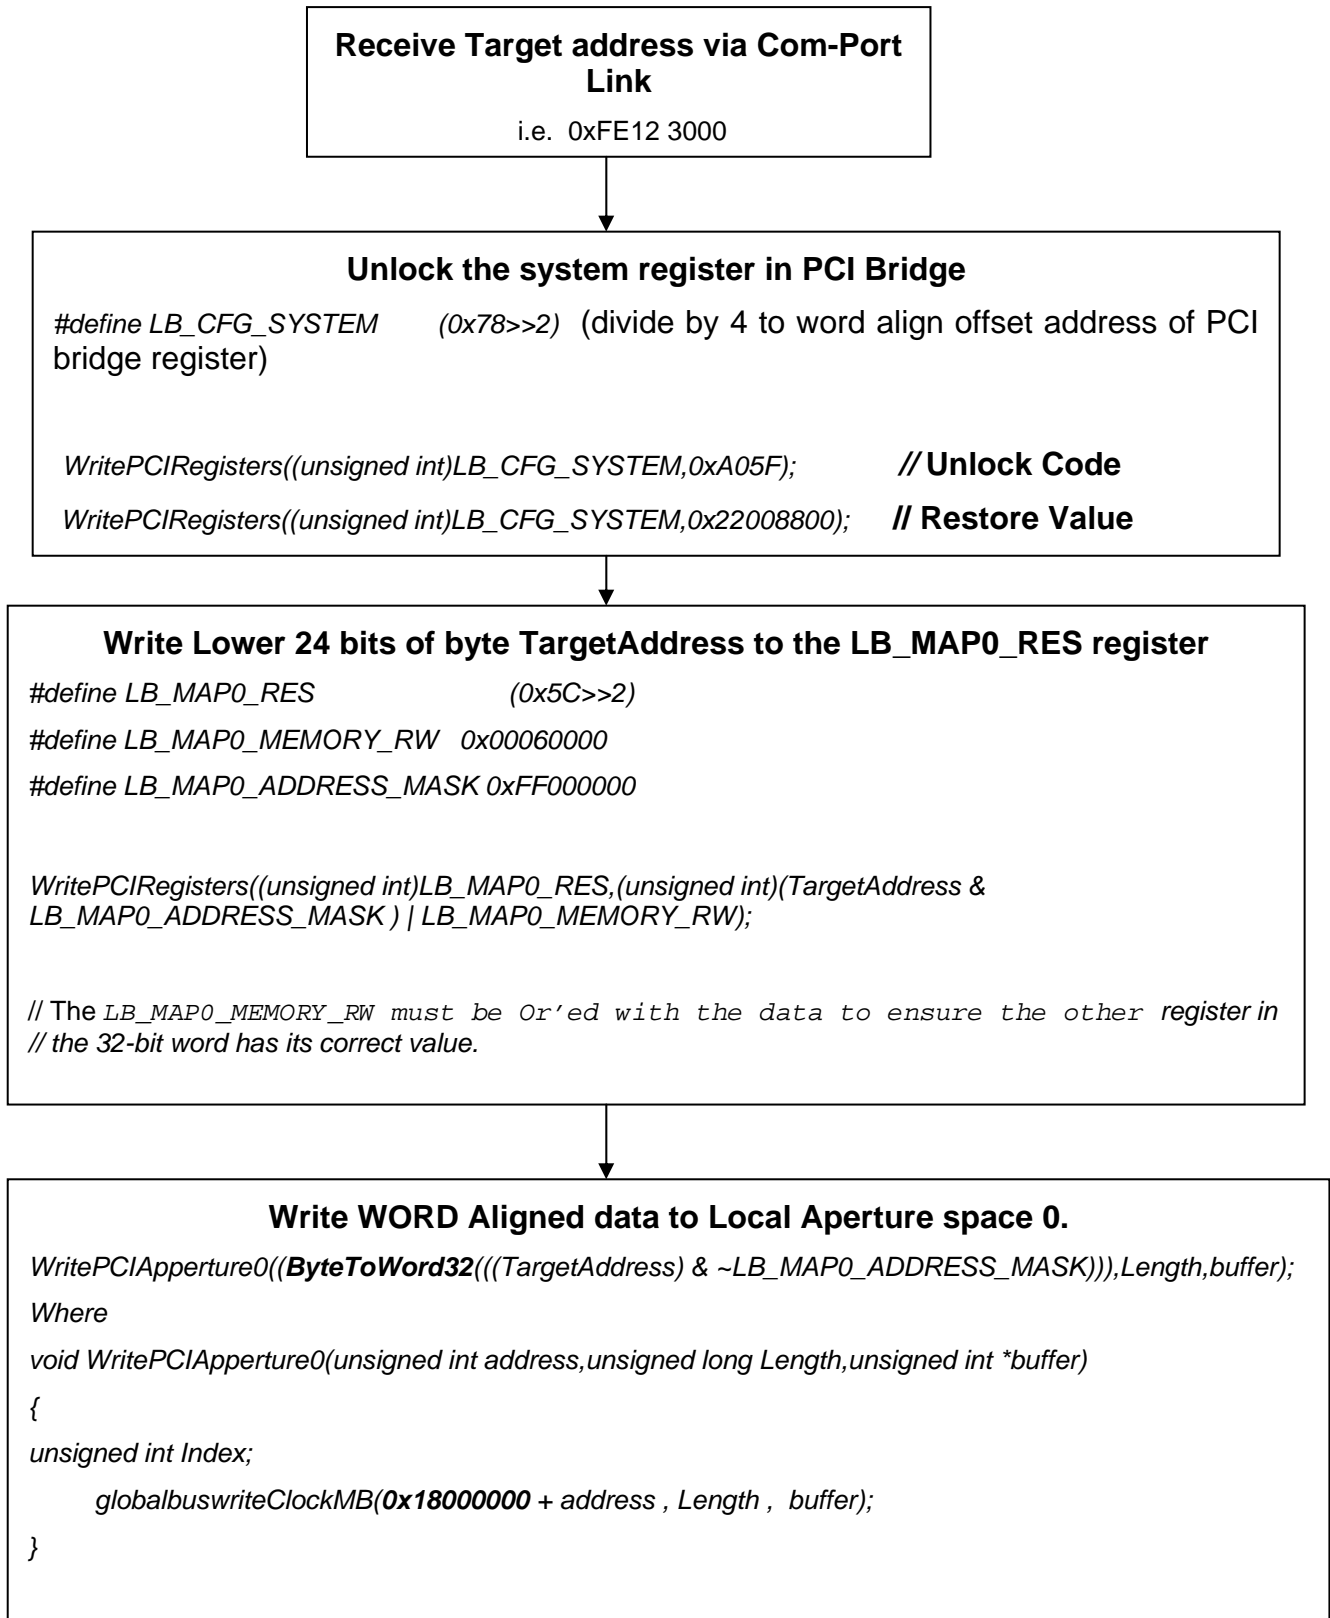 Receive Target address via Com-Port
Link
i.e. 0xFE12 3000
Unlock the system register in PCI Bridge
#define LB_CFG_SYSTEM (0x78>>2) (divide by 4 to word align offset address of PCI
bridge register)
WritePCIRegisters((unsigned int)LB_CFG_SYSTEM,0xA05F); // Unlock Code
WritePCIRegisters((unsigned int)LB_CFG_SYSTEM,0x22008800); // Restore Value
Write Lower 24 bits of byte TargetAddress to the LB_MAP0_RES register
#define LB_MAP0_RES (0x5C>>2)
#define LB_MAP0_MEMORY_RW 0x00060000
#define LB_MAP0_ADDRESS_MASK 0xFF000000
WritePCIRegisters((unsigned int)LB_MAP0_RES,(unsigned int)(TargetAddress &
LB_MAP0_ADDRESS_MASK ) | LB_MAP0_MEMORY_RW);
// The LB_MAP0_MEMORY_RW must be Or’ed with the data to ensure the other register in
// the 32-bit word has its correct value.
Write WORD Aligned data to Local Aperture space 0.
WritePCIApperture0((ByteToWord32(((TargetAddress) & ~LB_MAP0_ADDRESS_MASK))),Length,buffer);
Where
void WritePCIApperture0(unsigned int address,unsigned long Length,unsigned int *buffer)
{
unsigned int Index;
globalbuswriteClockMB(0x18000000 + address , Length , buffer);
}